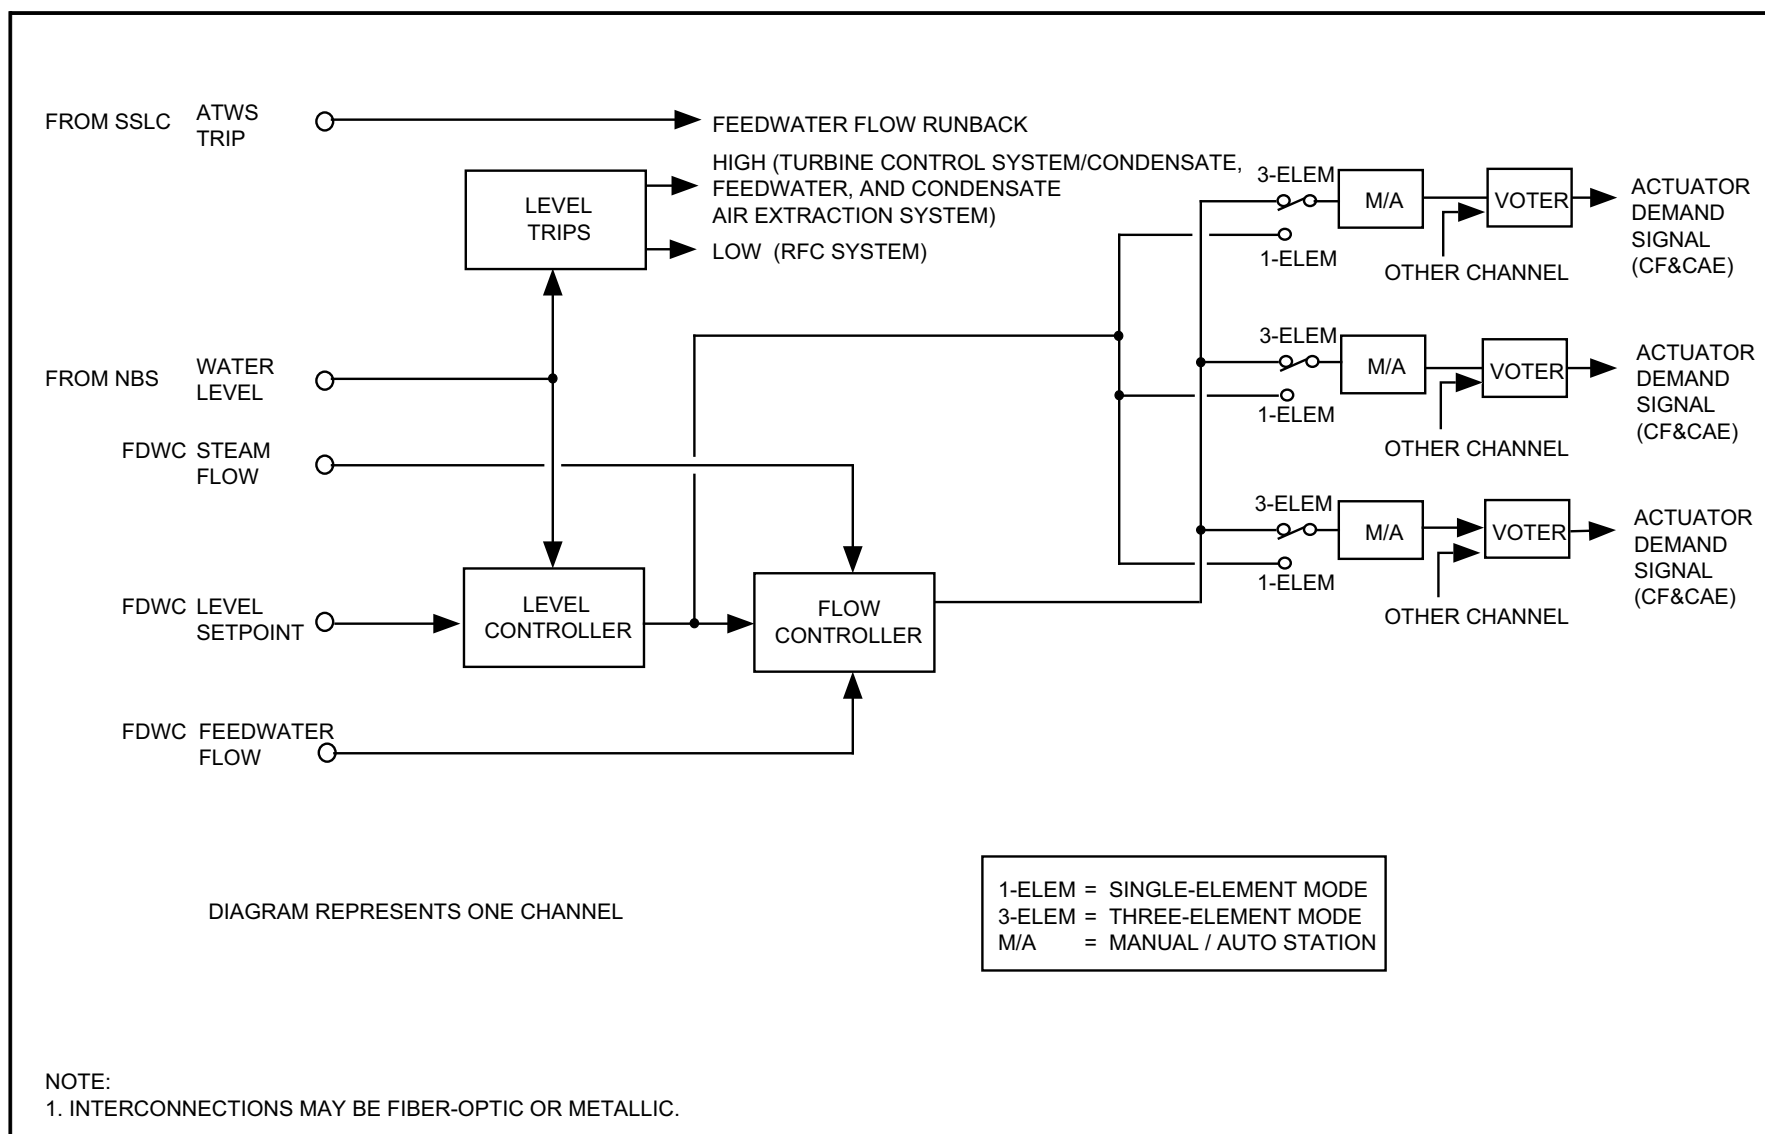 FROM SSLC ATWS
TRIP
FEEDWATER FLOW RUNBACK
HIGH (TURBINE CONTROL SYSTEM/CONDENSATE,
FEEDWATER, AND CONDENSATE
AIR EXTRACTION SYSTEM)
LOW (RFC SYSTEM)
LEVEL
TRIPS
FROM NBS WATER
LEVEL
FDWC STEAM
FLOW
FDWC LEVEL
SETPOINT
LEVEL
CONTROLLER
FLOW
CONTROLLER
FDWC FEEDWATER
FLOW
3-ELEM
1-ELEM
M/A
VOTER
OTHER CHANNEL
ACTUATOR
DEMAND
SIGNAL
(CF&CAE)
3-ELEM
1-ELEM
M/A
VOTER
OTHER CHANNEL
ACTUATOR
DEMAND
SIGNAL
(CF&CAE)
3-ELEM
1-ELEM
M/A
VOTER
OTHER CHANNEL
ACTUATOR
DEMAND
SIGNAL
(CF&CAE)
DIAGRAM REPRESENTS ONE CHANNEL
1-ELEM = SINGLE-ELEMENT MODE
3-ELEM = THREE-ELEMENT MODE
M/A = MANUAL / AUTO STATION
NOTE:
1. INTERCONNECTIONS MAY BE FIBER-OPTIC OR METALLIC.